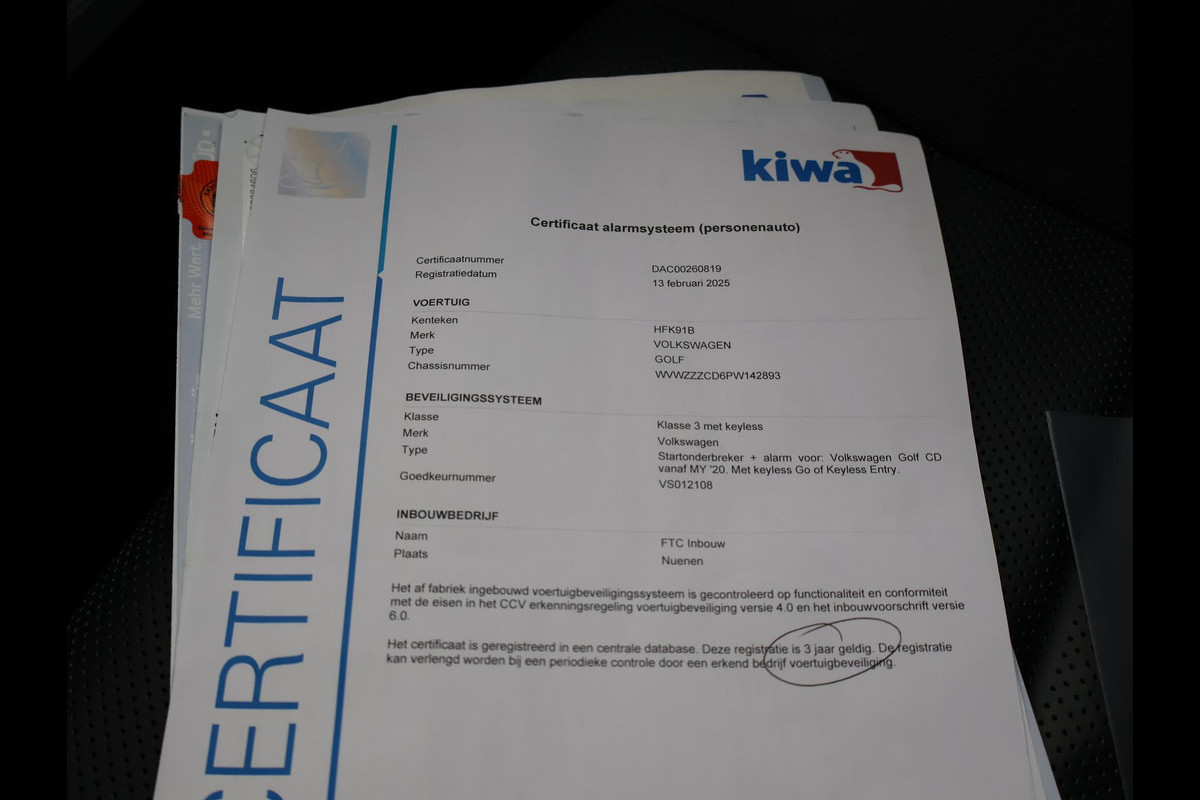 kiwa
Certificaat alarmsysteem (personenauto)
Certificaatnummer DAC00260819
Registratiedatum 13 februari 2025
VOERTUIG
Kenteken HFK91B
Merk VOLKSWAGEN
Type GOLF
Chassisnummer WVWZZZCD6PW142893
BEVEILIGINGSSYSTEEM
Klasse Klasse 3 met keyless
Merk Volkswagen
Type Startonderbreker + alarm voor: Volkswagen Golf CD
vanaf MY '20. Met keyless Go of Keyless Entry.
Goedkeurnummer VS012108
INBOUWBEDRIJF
Naam FTC Inbouw
Plaats Nuenen
Het af fabriek ingebouwd voertuigbeveiligingssysteem is gecontroleerd op functionaliteit en conformiteit
met de eisen in het CCV erkenningsregeling voertuigbeveiliging versie 4.0 en het inbouwvoorschrift versie
6.0.
Het certificaat is geregistreerd in een centrale database. Deze registratie is 3 jaar geldig. De registratie
kan verlengd worden bij een periodieke controle door een erkend bedrijf voertuigbeveiliging.
CERTIFICAAT
Mehr Wert.